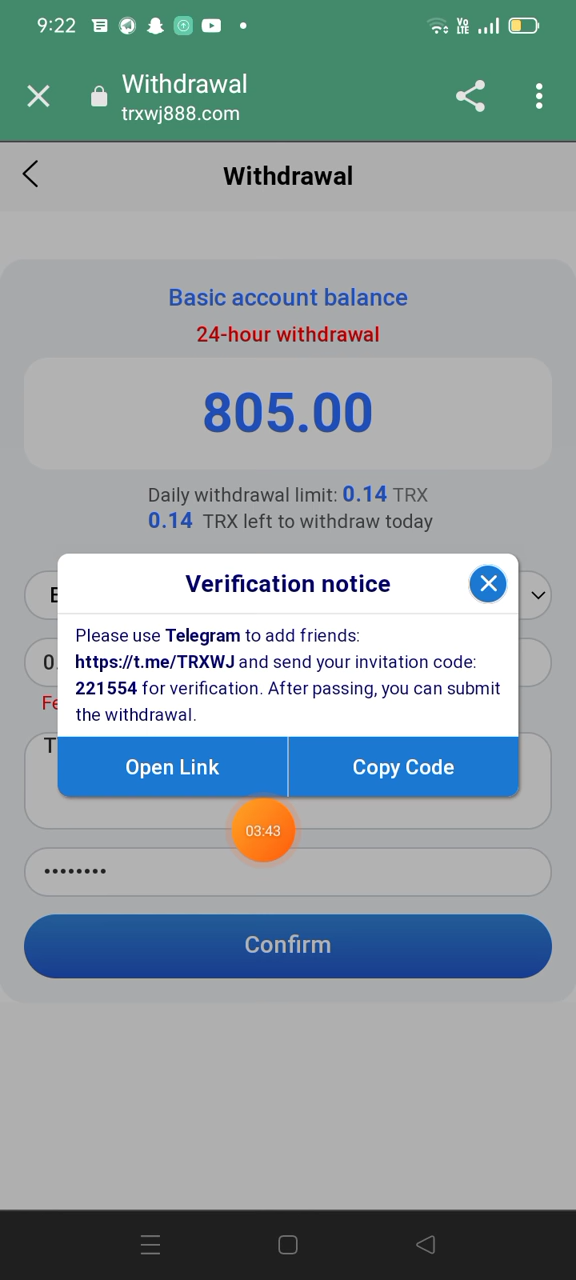 9:22
Vo
LTE
Withdrawal
trxwj888.com
Withdrawal
Basic account balance
24-hour withdrawal
805.00
Daily withdrawal limit: 0.14 TRX
0.14 TRX left to withdraw today
Verification notice
Please use Telegram to add friends:
https://t.me/TRXWJ and send your invitation code:
221554 for verification. After passing, you can submit
the withdrawal.
Open Link
Copy Code
03:43
••••••••
Confirm